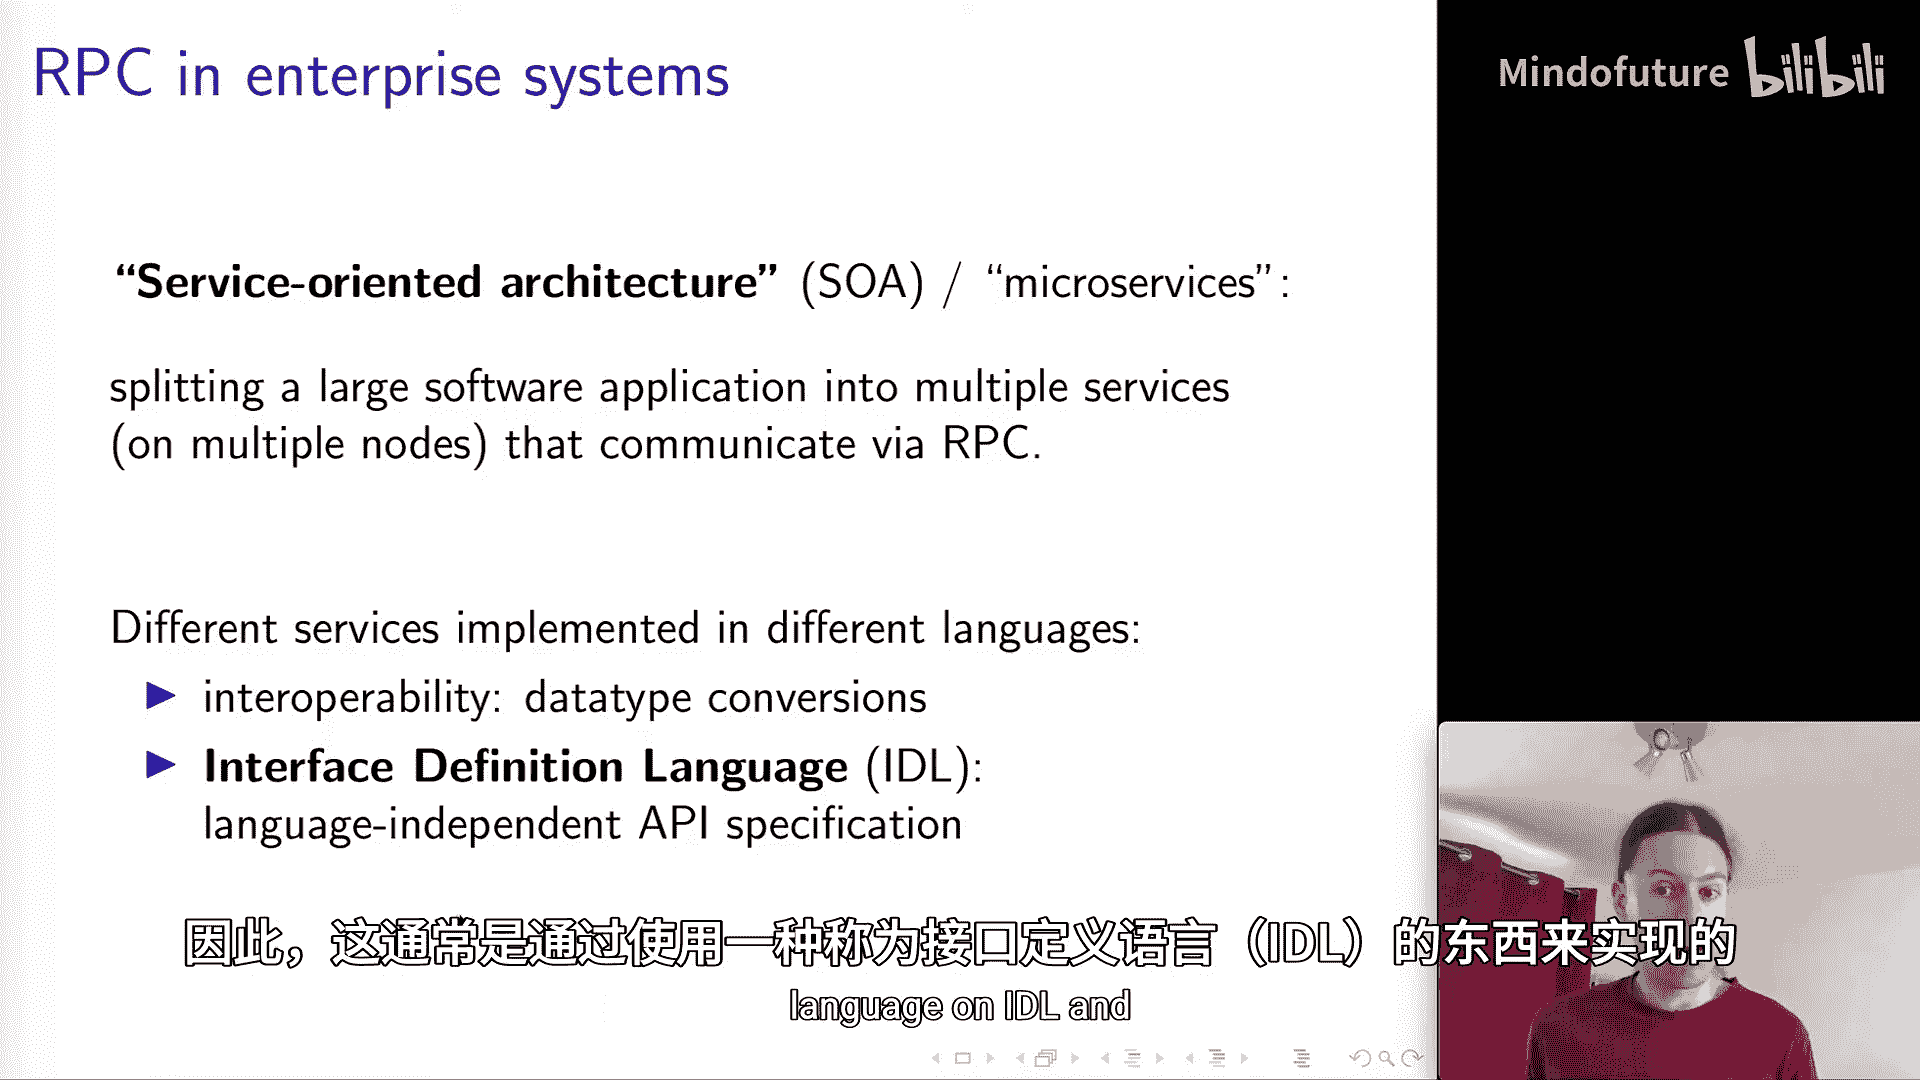 RPC in enterprise systems
Mindofuture bilibili
“Service-oriented architecture” (SOA) / “microservices”:
splitting a large software application into multiple services
(on multiple nodes) that communicate via RPC.
Different services implemented in different languages:
interoperability: datatype conversions
Interface Definition Language (IDL):
language-independent API specification
因此，这通常是通过使用一种称为接口定义语言（IDL）的东西来实现的
language on IDL and